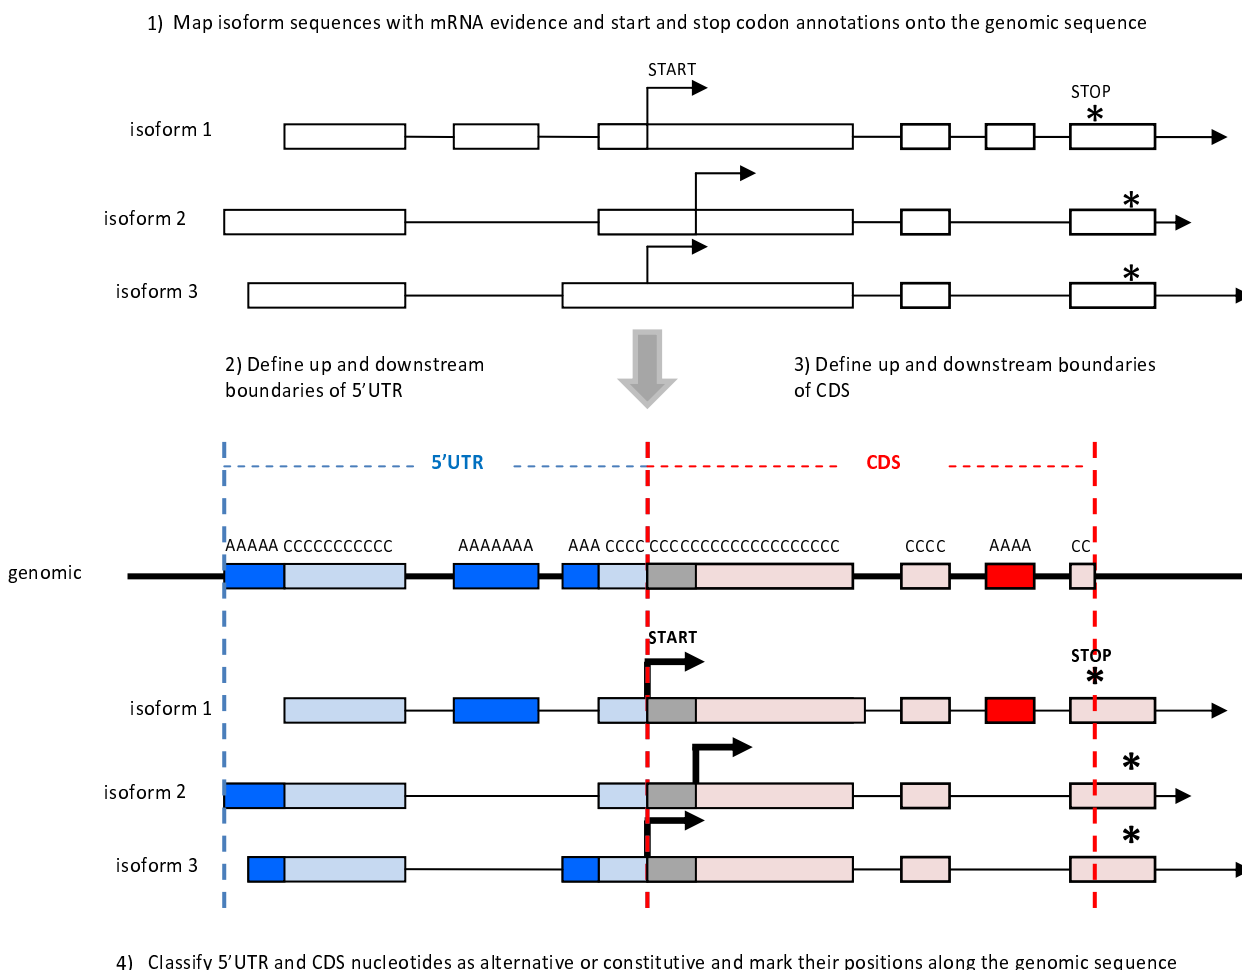 1) Map isoform sequences with mRNA evidence and start and stop codon annotations onto the genomic sequence
START
STOP
*
isoform 1
*
isoform 2
*
isoform 3
2) Define up and downstream
boundaries of 5’UTR
3) Define up and downstream boundaries
of CDS
5’UTR
CDS
AAAAA CCCCCCCCCCC AAAAAAA AAA CCCC CCCCCCCCCCCCCCCCCCC CCCC AAAA CC
genomic
START
STOP
*
isoform 1
*
isoform 2
*
isoform 3
4) Classify 5’UTR and CDS nucleotides as alternative or constitutive and mark their positions along the genomic sequence